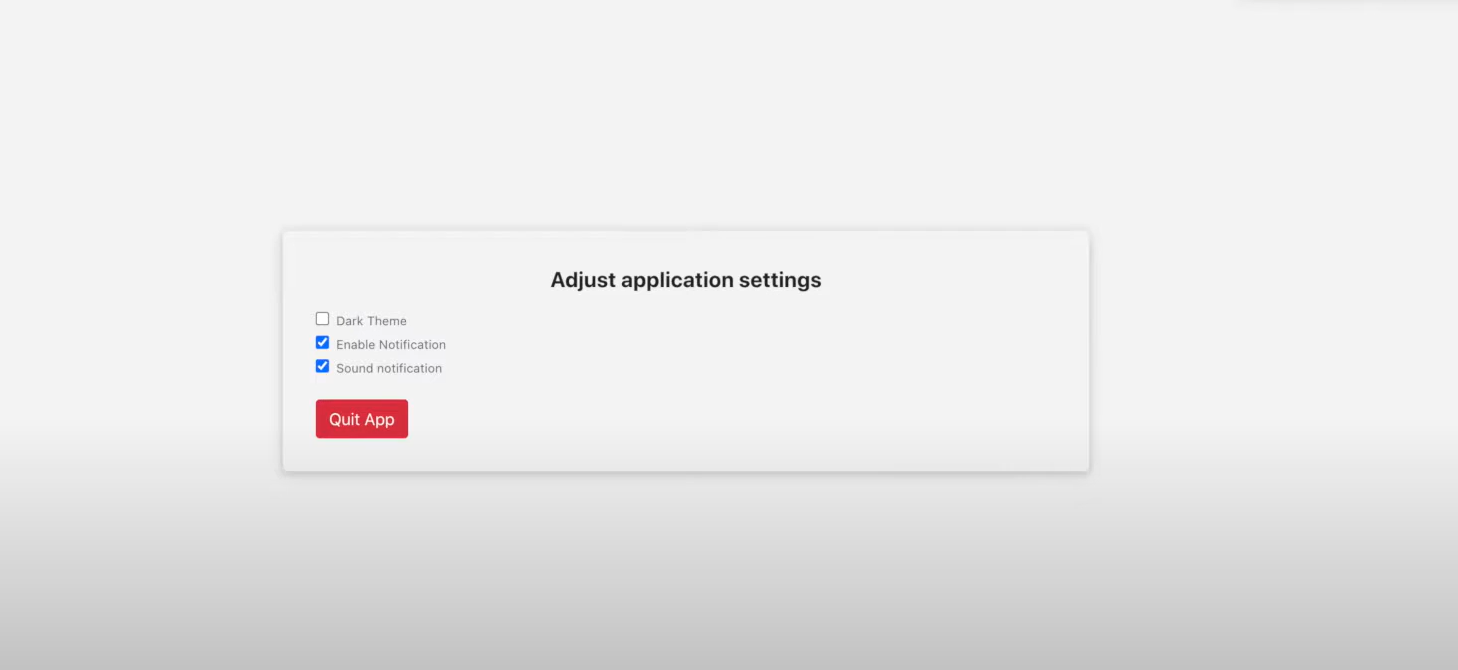 Adjust application settings
Dark Theme
Enable Notification
Sound notification
Quit App